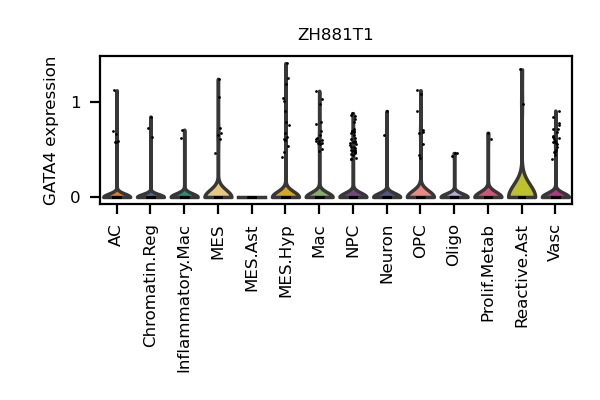 ZH881T1
GATA4 expression
1
0
AC
Chromatin.Reg
Inflammatory.Mac
MES
MES.Ast
MES.Hyp
Mac
NPC
Neuron
OPC
Oligo
Prolif.Metab
Reactive.Ast
Vasc